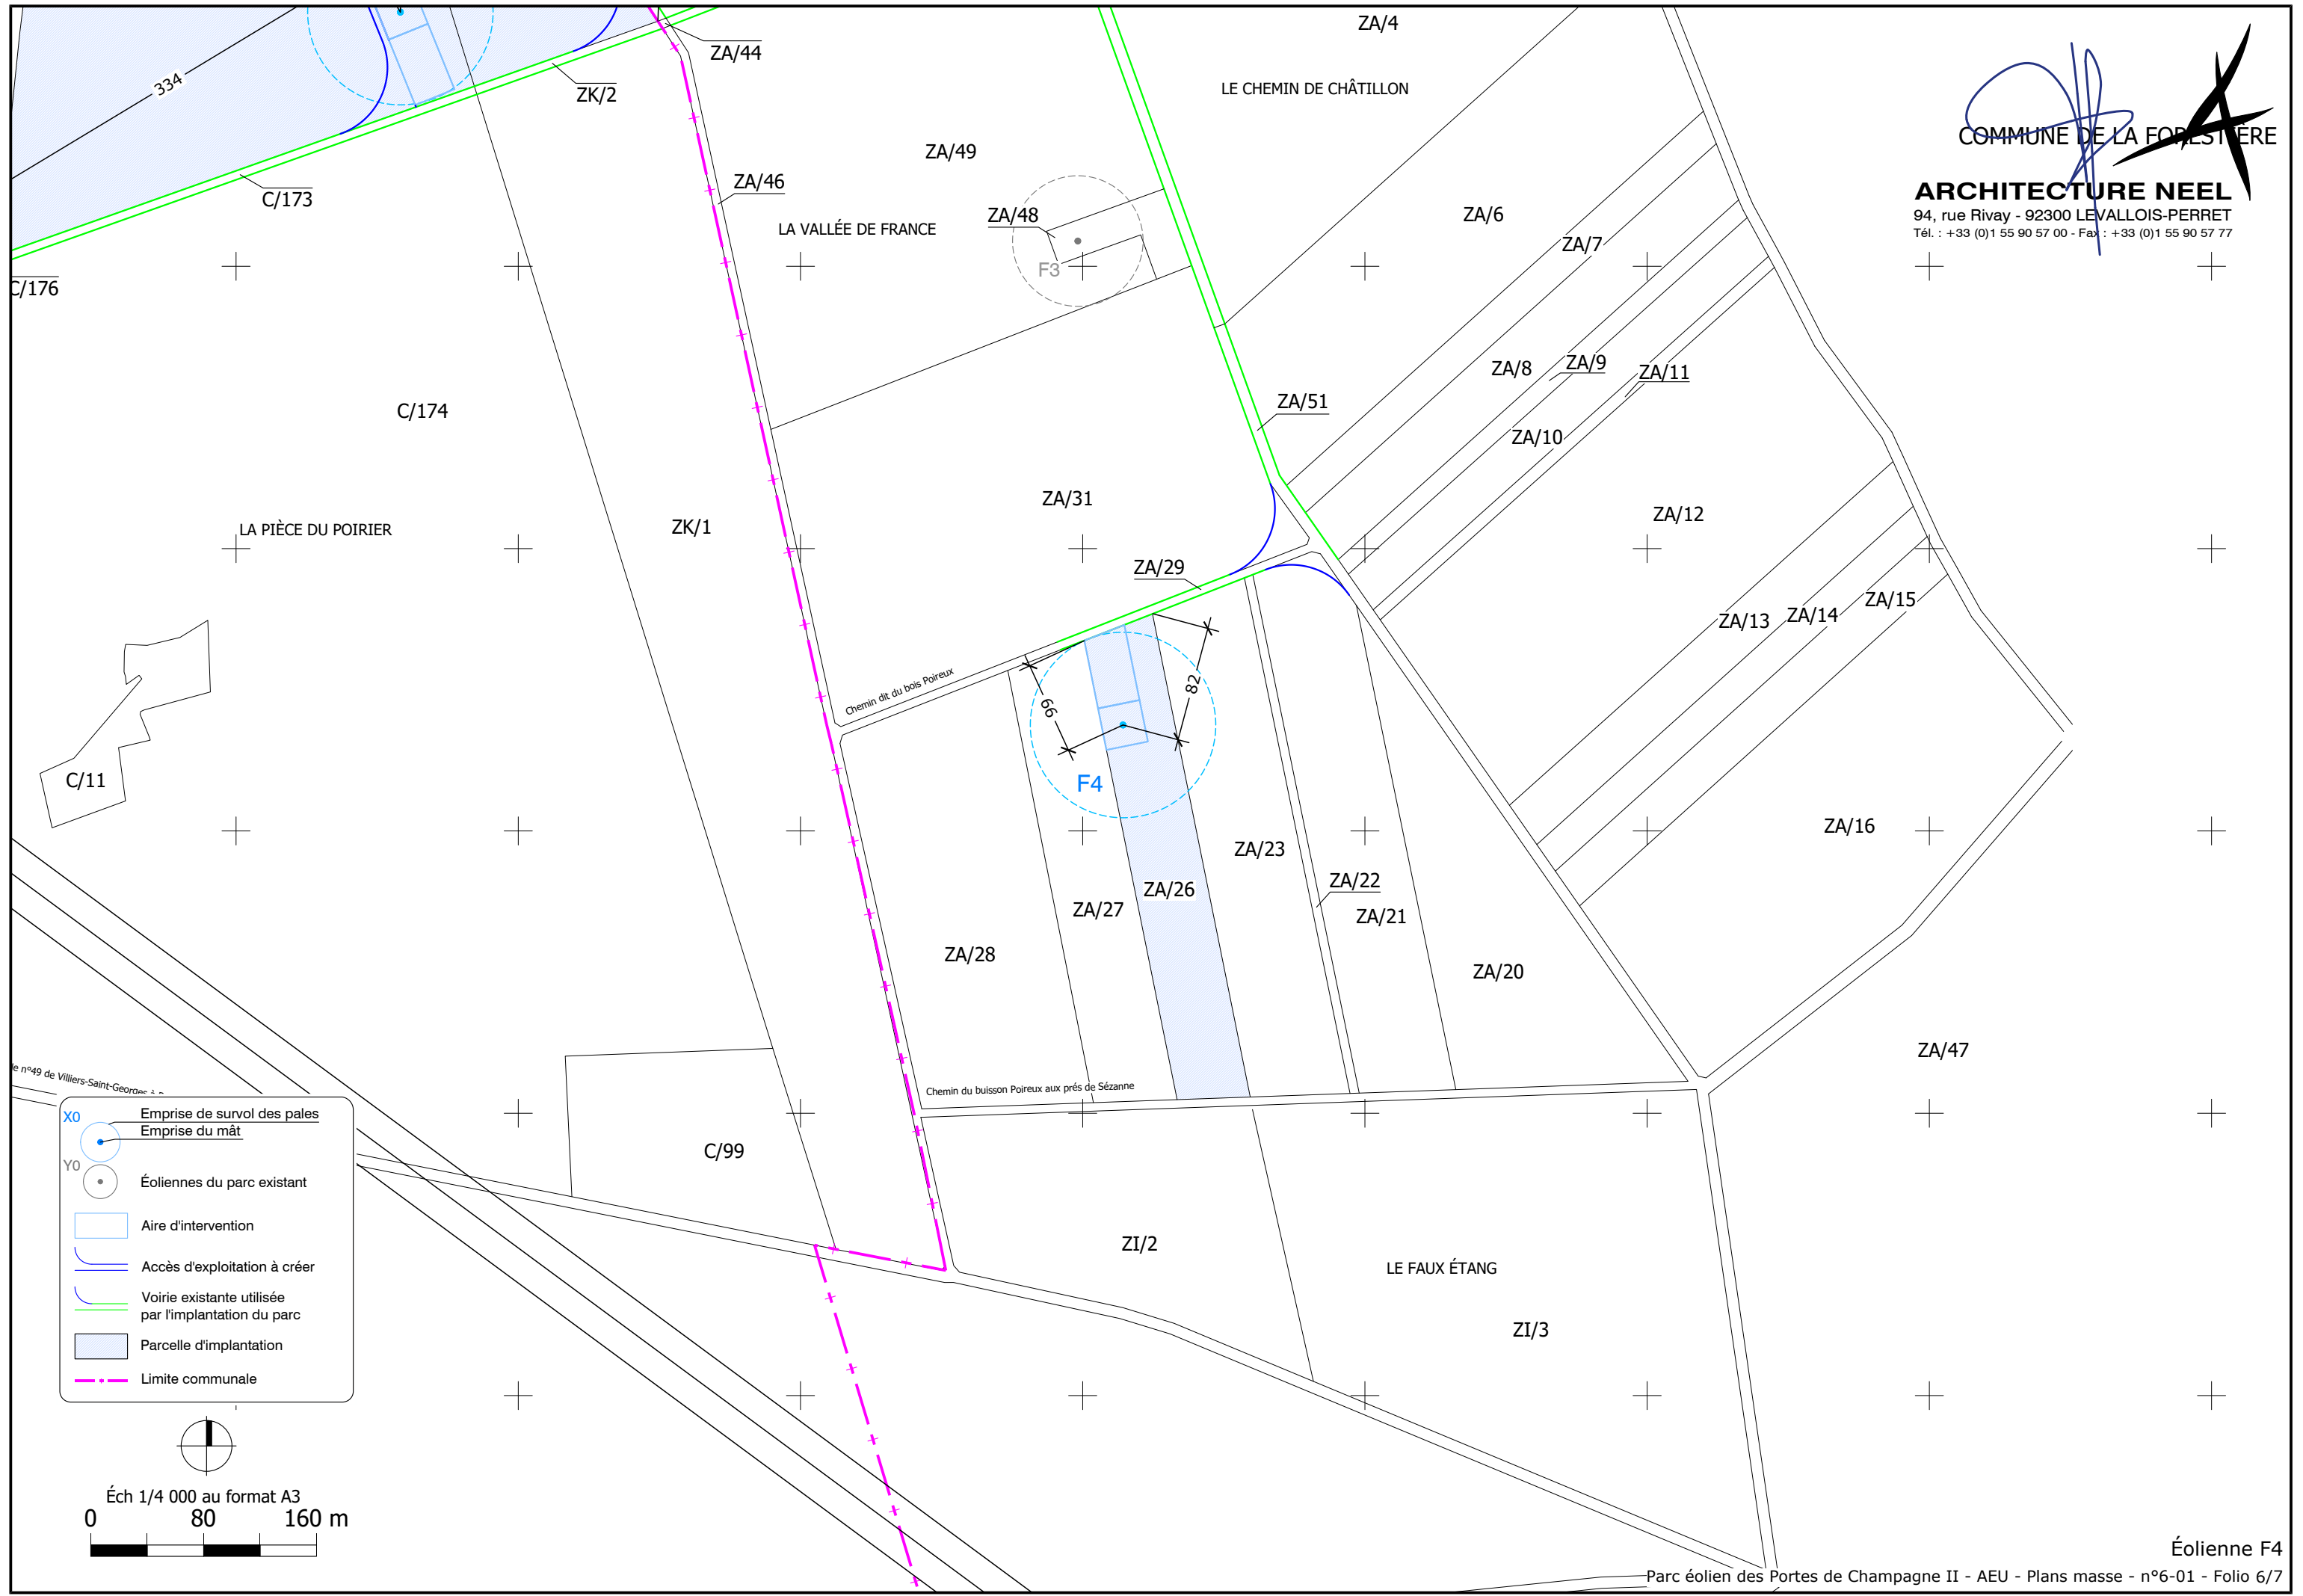 ZA/4
ZA/44
334
ZK/2
LE CHEMIN DE CHÂTILLON
COMMUNE DE LA FORESTIÈRE
ARCHITECTURE NEEL
94, rue Rivay - 92300 LEVALLOIS-PERRET
Tél. : +33 (0)1 55 90 57 00 - Fax : +33 (0)1 55 90 57 77
ZA/49
ZA/46
C/173
LA VALLÉE DE FRANCE
ZA/48
F3
ZA/6
ZA/7
C/176
ZA/8
ZA/9
ZA/11
C/174
ZA/51
ZA/10
ZA/31
ZA/12
LA PIÈCE DU POIRIER
ZK/1
ZA/29
ZA/13
ZA/14
ZA/15
Chemin dit du bois Poireux
66
82
C/11
F4
ZA/16
ZA/23
ZA/26
ZA/22
ZA/27
ZA/21
ZA/28
ZA/20
ZA/47
n°49 de Villiers-Saint-Georges à
Chemin du buisson Poireux aux prés de Sézanne
C/99
ZI/2
LE FAUX ÉTANG
ZI/3
X0
Emprise de survol des pales
Emprise du mât
Y0
Éoliennes du parc existant
Aire d'intervention
Accès d'exploitation à créer
Voirie existante utilisée
par l'implantation du parc
Parcelle d'implantation
Limite communale
Éch 1/4 000 au format A3
0 80 160 m
Éolienne F4
Parc éolien des Portes de Champagne II - AEU - Plans masse - n°6-01 - Folio 6/7